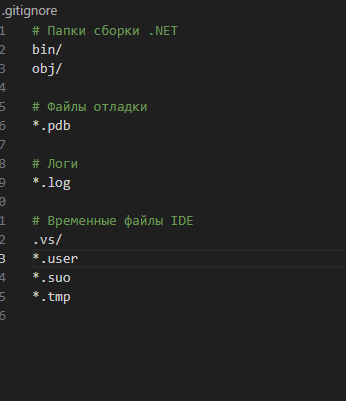 .gitignore
1 # Папки сборки .NET
2 bin/
3 obj/
4
5 # Файлы отладки
6 *.pdb
7
8 # Логи
9 *.log
0
1 # Временные файлы IDE
2 .vs/
3 *.user
4 *.suo
5 *.tmp
6